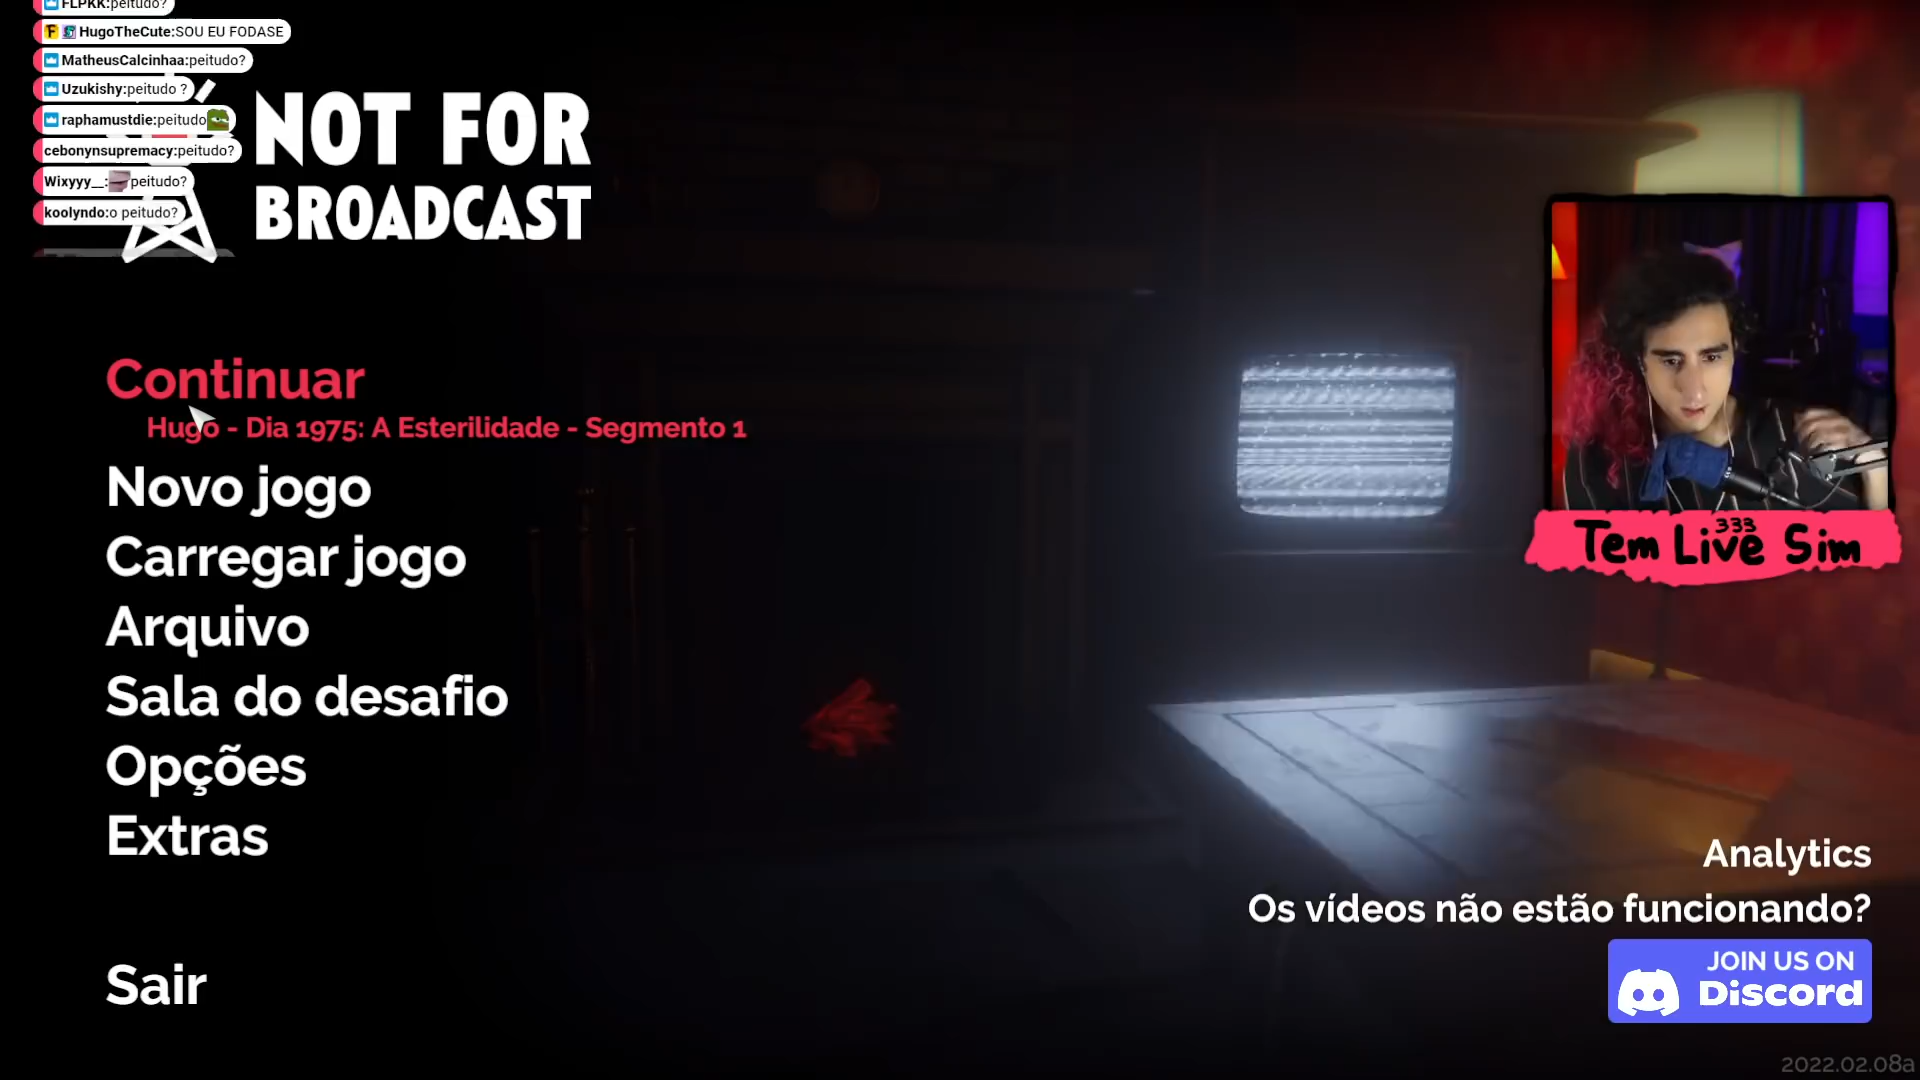 FLPKK:peitudo?
HugoTheCute:SOU EU FODASE
MatheusCalcinhaa:peitudo?
Uzukishy:peitudo ?
raphamustdie:peitudo
cebonynsupremacy:peitudo?
Wixyyy__:peitudo?
koolyndo:o peitudo?
NOT FOR
BROADCAST
Continuar
Hugo - Dia 1975: A Esterilidade - Segmento 1
Novo jogo
Carregar jogo
Arquivo
Sala do desafio
Opções
Extras
Sair
333
Tem Live Sim
Analytics
Os vídeos não estão funcionando?
JOIN US ON
Discord
2022.02.08a